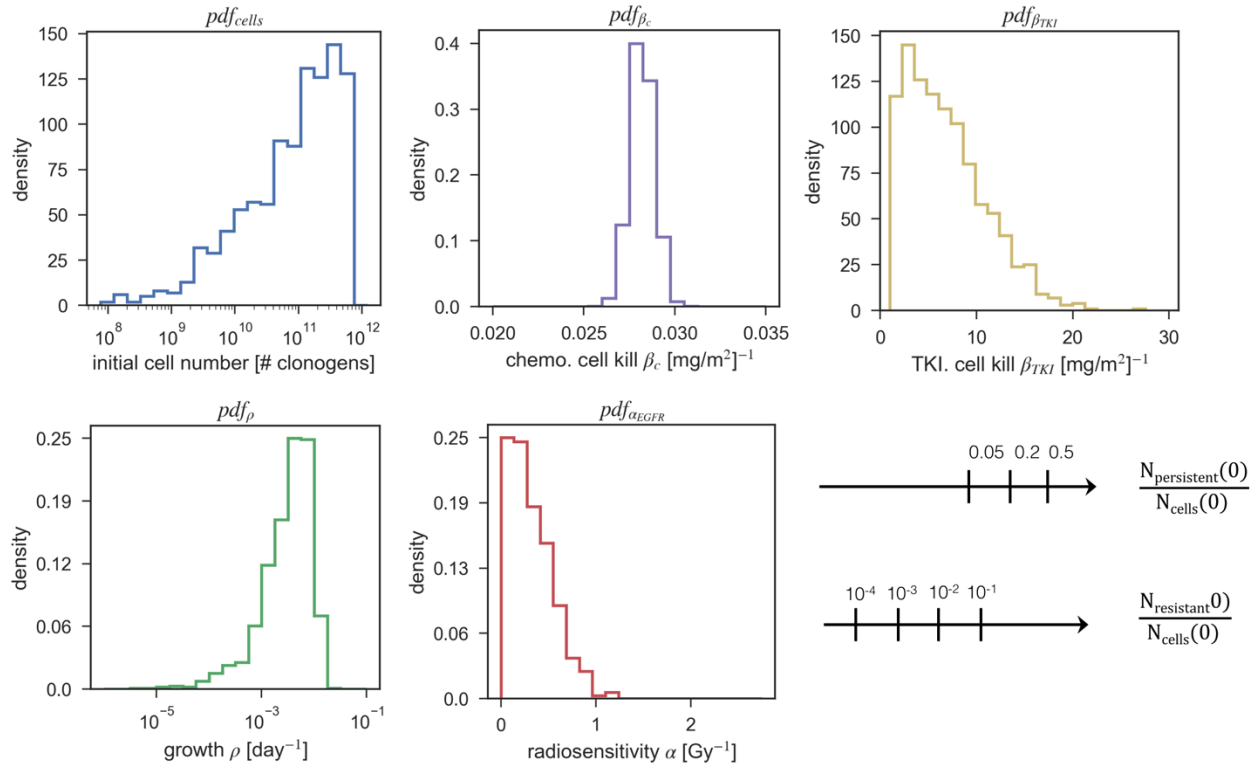 pdf_cells
150
125
100
75
50
25
0
density
10^8
10^9
10^10
10^11
10^12
initial cell number [# clonogens]
pdf_β_c
0.4
0.3
0.2
0.1
0.0
density
0.020
0.025
0.030
0.035
chemo. cell kill β_c [mg/m²]⁻¹
pdf_β_TKI
150
125
100
75
50
25
0
density
0
10
20
30
TKI. cell kill β_TKI [mg/m²]⁻¹
pdf_ρ
0.25
0.19
0.12
0.06
0.0
density
10⁻⁵
10⁻³
10⁻¹
growth ρ [day⁻¹]
pdf_α_EGFR
0.25
0.19
0.13
0.06
0.0
density
0
1
2
radiosensitivity α [Gy⁻¹]
0.05 0.2 0.5
N_persistent(0)
N_cells(0)
10⁻⁴ 10⁻³ 10⁻² 10⁻¹
N_resistant0)
N_cells(0)